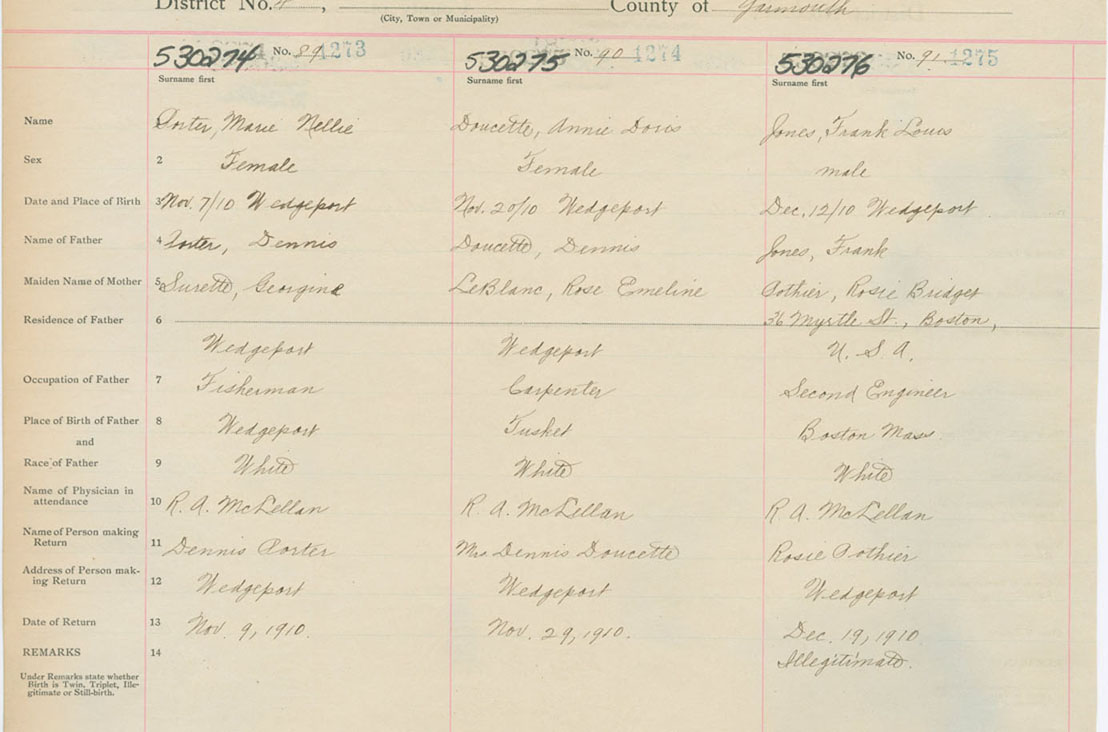 District No. 4, County of Yarmouth
(City, Town or Municipality)
530274 No. 89 1273 530275 No. 90 1274 530276 No. 91 1275
Surname first Surname first Surname first
Name Porter, Marie Nellie Doucette, Annie Doris Jones, Frank Louis
Sex 2 Female Female male
Date and Place of Birth 3 Nov. 7/10 Wedgeport Nov. 20/10 Wedgeport Dec. 12/10 Wedgeport
Name of Father 4 Porter, Dennis Doucette, Dennis Jones, Frank
Maiden Name of Mother 5 Surette, Georgine LeBlanc, Rose Emeline Pothier, Rosie Bridget
Residence of Father 6 36 Myrtle St., Boston,
Wedgeport Wedgeport U. S. A.
Occupation of Father 7 Fisherman Carpenter Second Engineer
Place of Birth of Father 8 Wedgeport Tusket Boston Mass.
and
Race of Father 9 White White White
Name of Physician in
attendance 10 R. A. McLellan R. A. McLellan R. A. McLellan
Name of Person making
Return 11 Dennis Porter Mrs Dennis Doucette Rosie Pothier
Address of Person mak-
ing Return 12 Wedgeport Wedgeport Wedgeport
Date of Return 13 Nov. 9, 1910. Nov. 29, 1910. Dec. 19, 1910
REMARKS 14 Illegitimate.
Under Remarks state whether
Birth is Twin, Triplet, Ille-
gitimate or Still-birth.